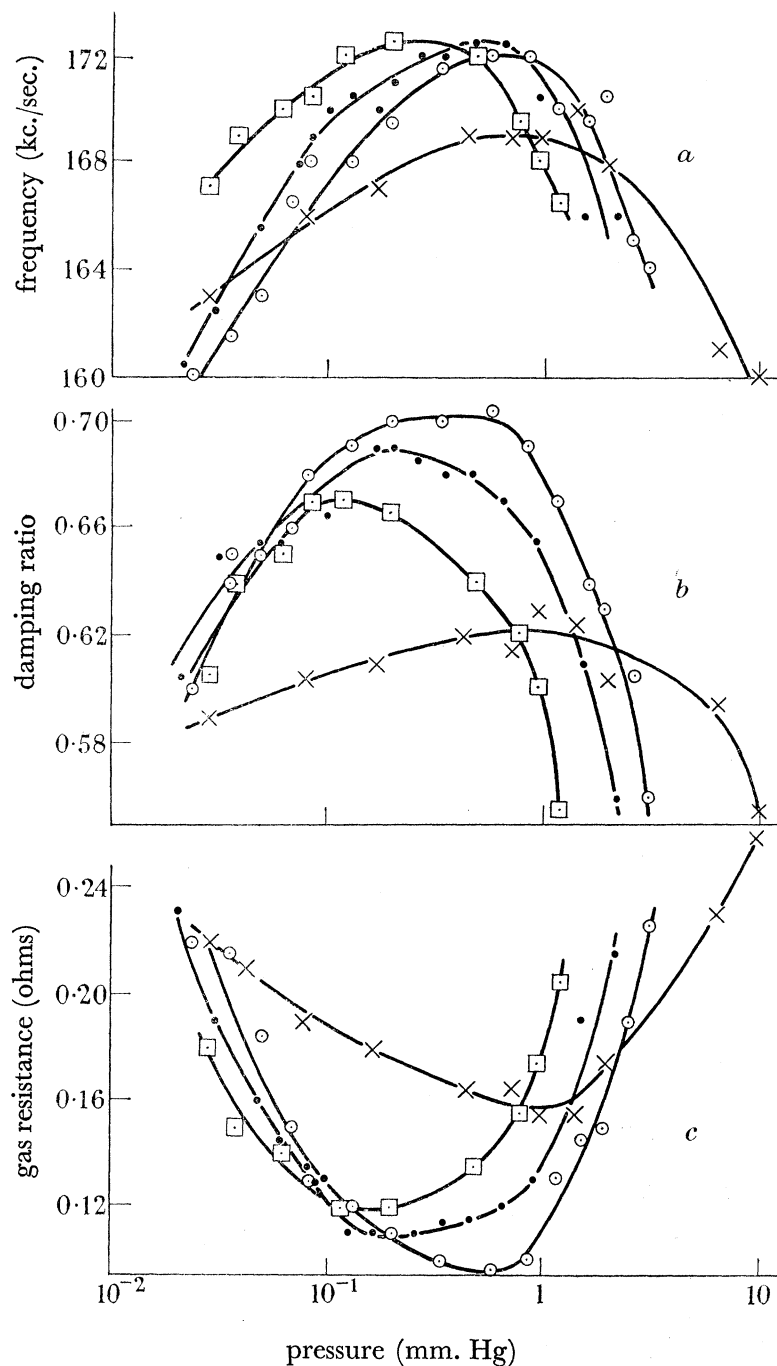 172
168
164
160
frequency (kc./sec.)
a
0·70
0·66
0·62
0·58
damping ratio
b
0·24
0·20
0·16
0·12
gas resistance (ohms)
c
10⁻² 10⁻¹ 1 10
pressure (mm. Hg)